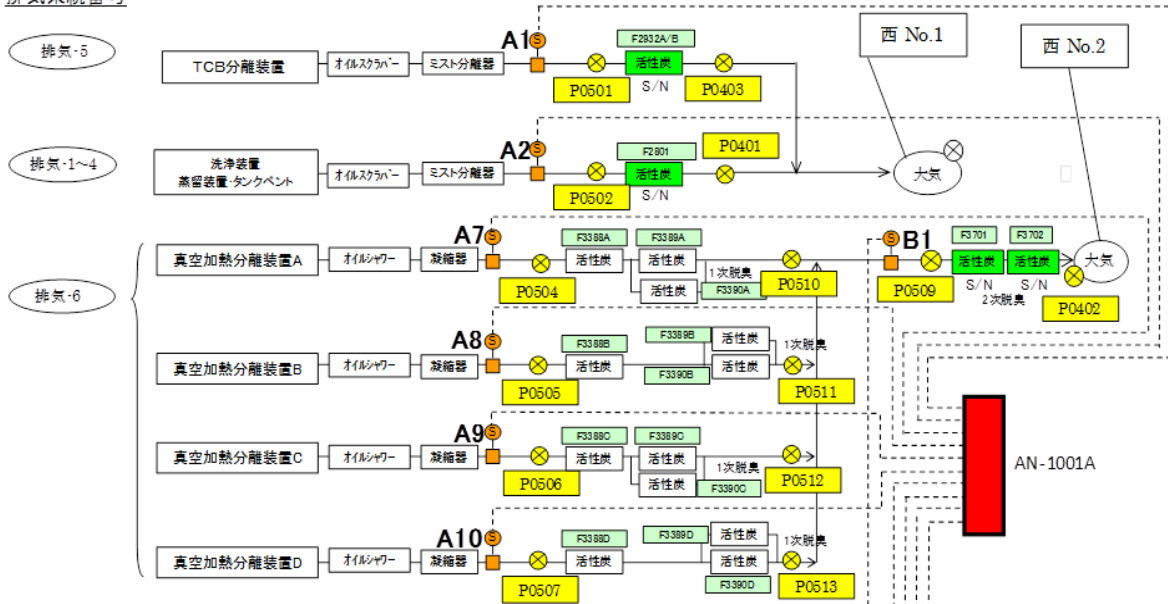 排気系統番号
排気-5
TCB分離装置
オイルスクラバー
ミスト分離器
A1
S
F2932A/B
活性炭
S/N
P0501
P0403
西 No.1
西 No.2
排気-1~4
洗浄装置
蒸留装置・タンクベント
オイルスクラバー
ミスト分離器
A2
S
F2801
活性炭
S/N
P0502
P0401
大気
排気-6
真空加熱分離装置A
オイルシャワー
凝縮器
A7
S
P0504
F3388A
活性炭
F3389A
活性炭
1次脱臭
活性炭
F3390A
P0510
S
B1
P0509
F3701
活性炭
S/N
F3702
活性炭
S/N
2次脱臭
大気
P0402
真空加熱分離装置B
オイルシャワー
凝縮器
A8
S
P0505
F3388B
活性炭
F3389B
活性炭
F3390B
活性炭
1次脱臭
P0511
真空加熱分離装置C
オイルシャワー
凝縮器
A9
S
P0506
F3388C
活性炭
F3389C
活性炭
1次脱臭
活性炭
F3390C
P0512
真空加熱分離装置D
オイルシャワー
凝縮器
A10
S
P0507
F3388D
活性炭
F3389D
活性炭
活性炭
F3390D
1次脱臭
P0513
AN-1001A